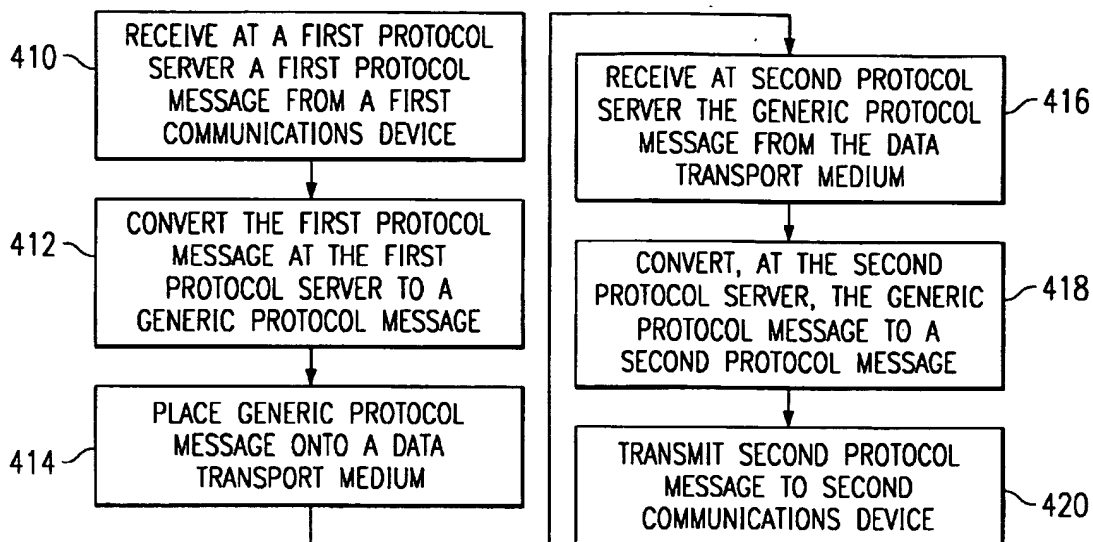 410
RECEIVE AT A FIRST PROTOCOL
SERVER A FIRST PROTOCOL
MESSAGE FROM A FIRST
COMMUNICATIONS DEVICE
412
CONVERT THE FIRST PROTOCOL
MESSAGE AT THE FIRST
PROTOCOL SERVER TO A
GENERIC PROTOCOL MESSAGE
414
PLACE GENERIC PROTOCOL
MESSAGE ONTO A DATA
TRANSPORT MEDIUM
RECEIVE AT SECOND PROTOCOL
SERVER THE GENERIC PROTOCOL
MESSAGE FROM THE DATA
TRANSPORT MEDIUM
416
CONVERT, AT THE SECOND
PROTOCOL SERVER, THE GENERIC
PROTOCOL MESSAGE TO A
SECOND PROTOCOL MESSAGE
418
TRANSMIT SECOND PROTOCOL
MESSAGE TO SECOND
COMMUNICATIONS DEVICE
420